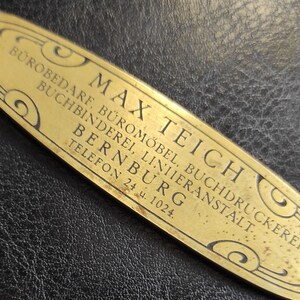 MAX TEICH
BÜROBEDARF, BÜROMÖBEL, BUCHDRUCKEREI
BUCHBINDEREI, LINIIERANSTALT.
BERNBURG
TELEFON 24 u. 1024.